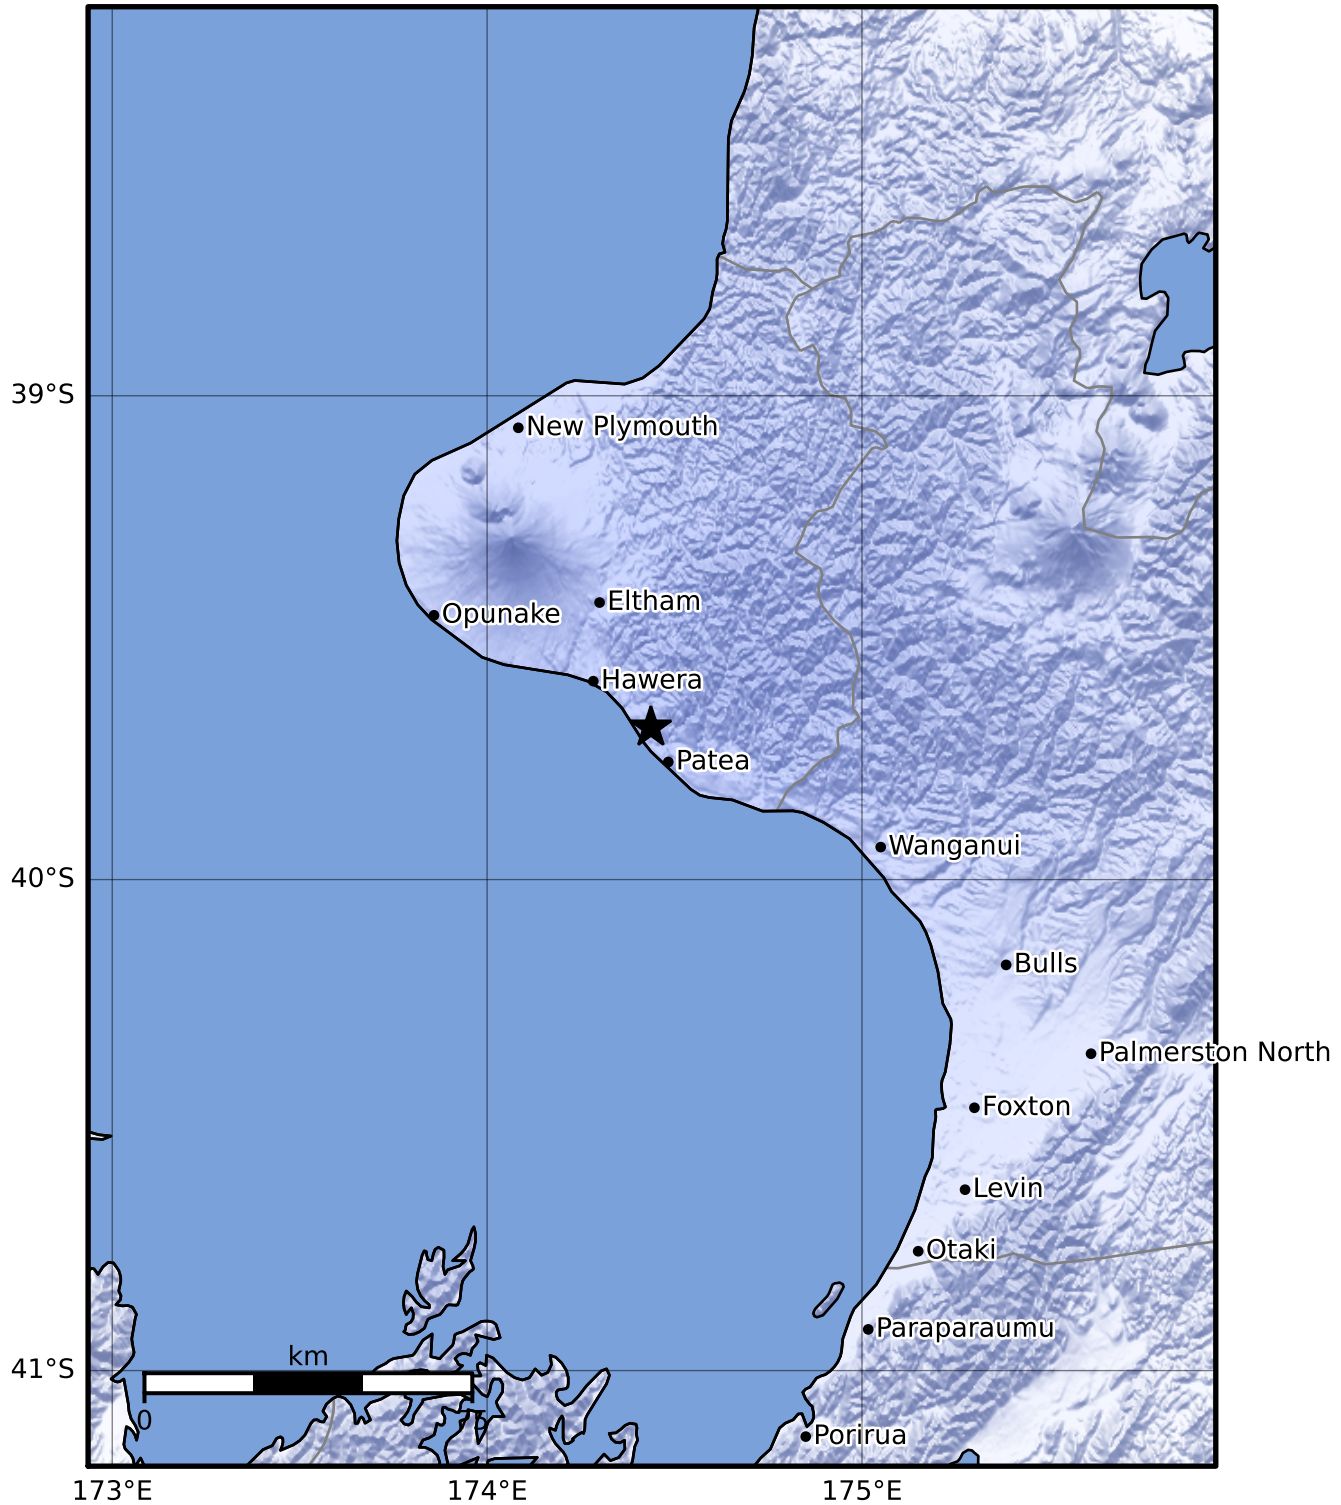 39°S
New Plymouth
Eltham
Opunake
Hawera
Patea
Wanganui
40°S
Bulls
Palmerston North
Foxton
Levin
Otaki
Paraparaumu
km
41°S
0
75
Porirua
173°E
174°E
175°E